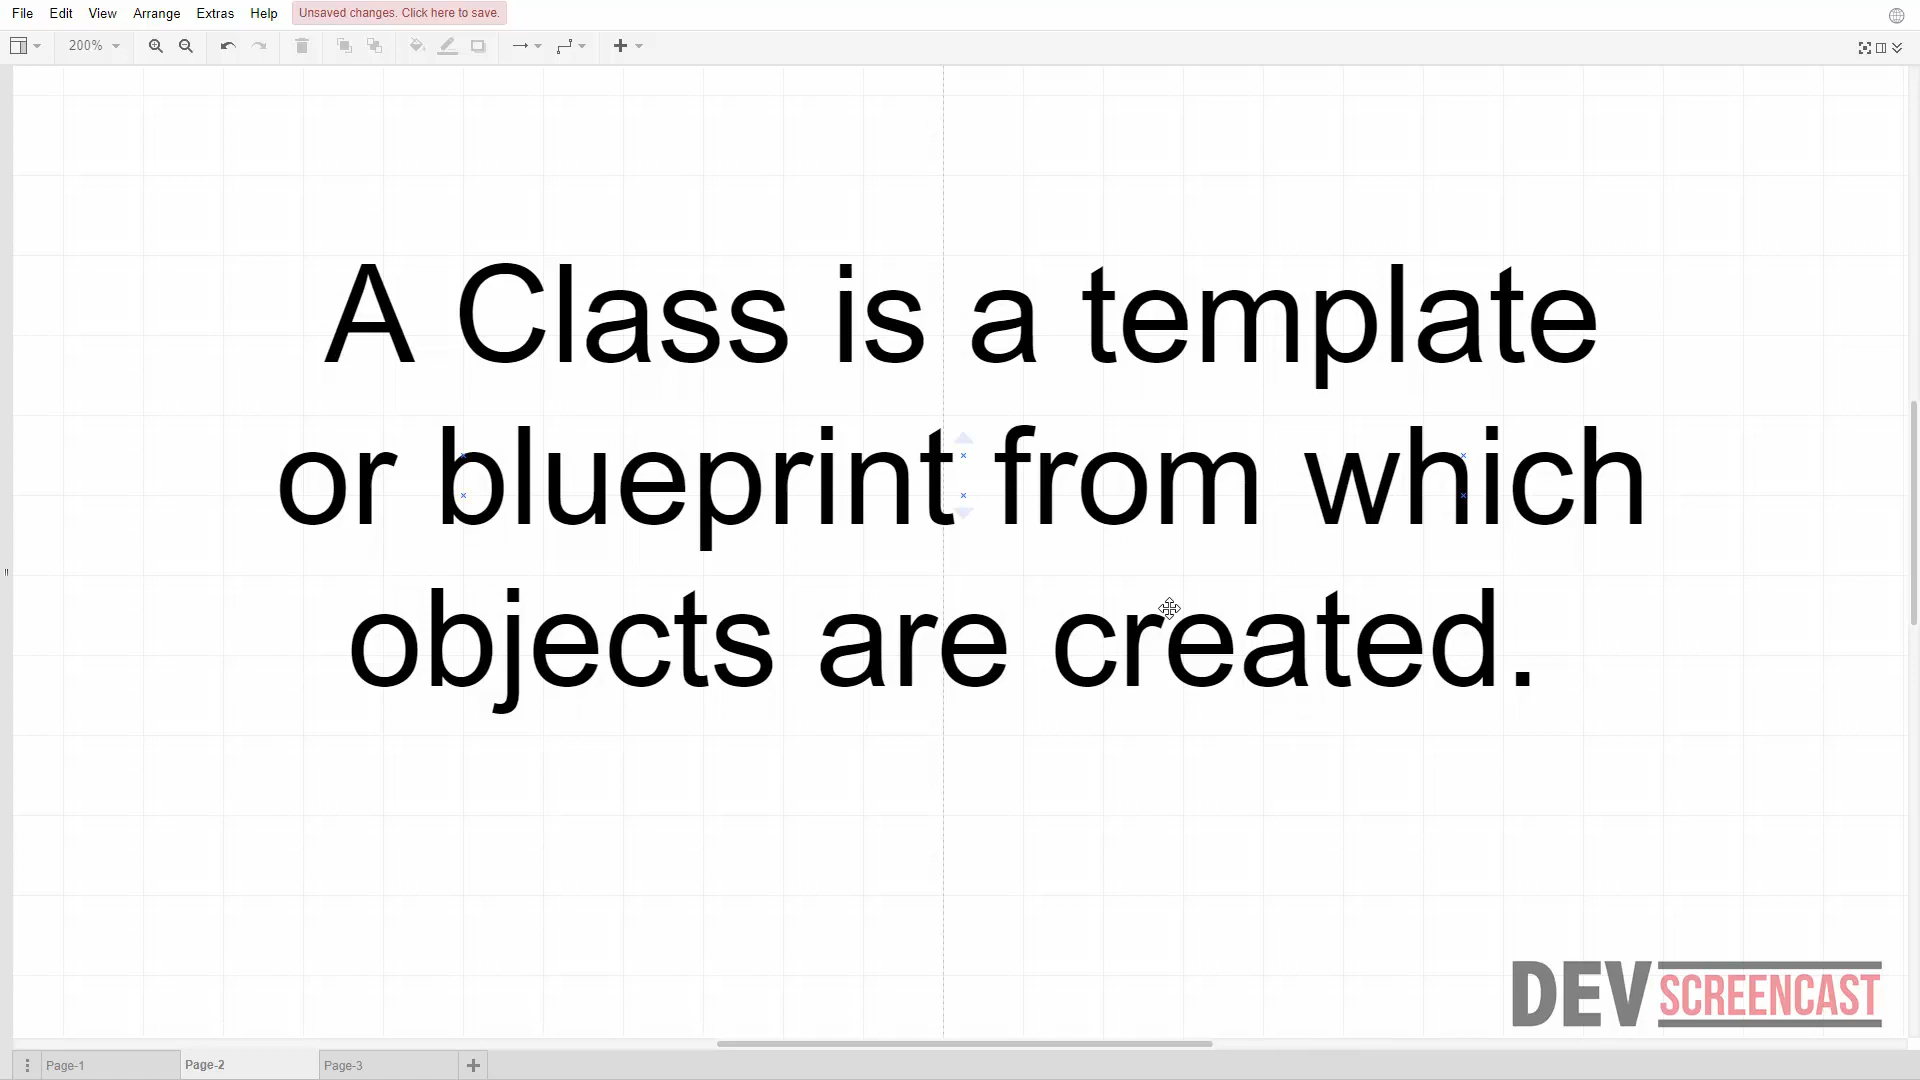 File Edit View Arrange Extras Help Unsaved changes. Click here to save.
200%
A Class is a template
or blueprint from which
objects are created.
DEV SCREENCAST
Page-1 Page-2 Page-3